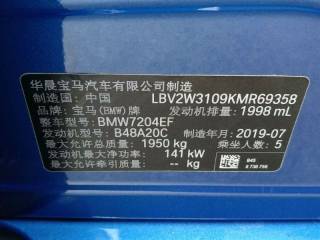 华晨宝马汽车有限公司制造
制造国：中国 LBV2W3109KMR69358
品牌：宝马(BMW)牌 发动机排量：1998 mL
整车型号：BMW7204EF
发动机型号：B48A20C 制造年月：2019-07
最大允许总质量：1950 kg 乘坐人数：5
发动机最大净功率：141 kW
最大允许牵引质量：-- kg